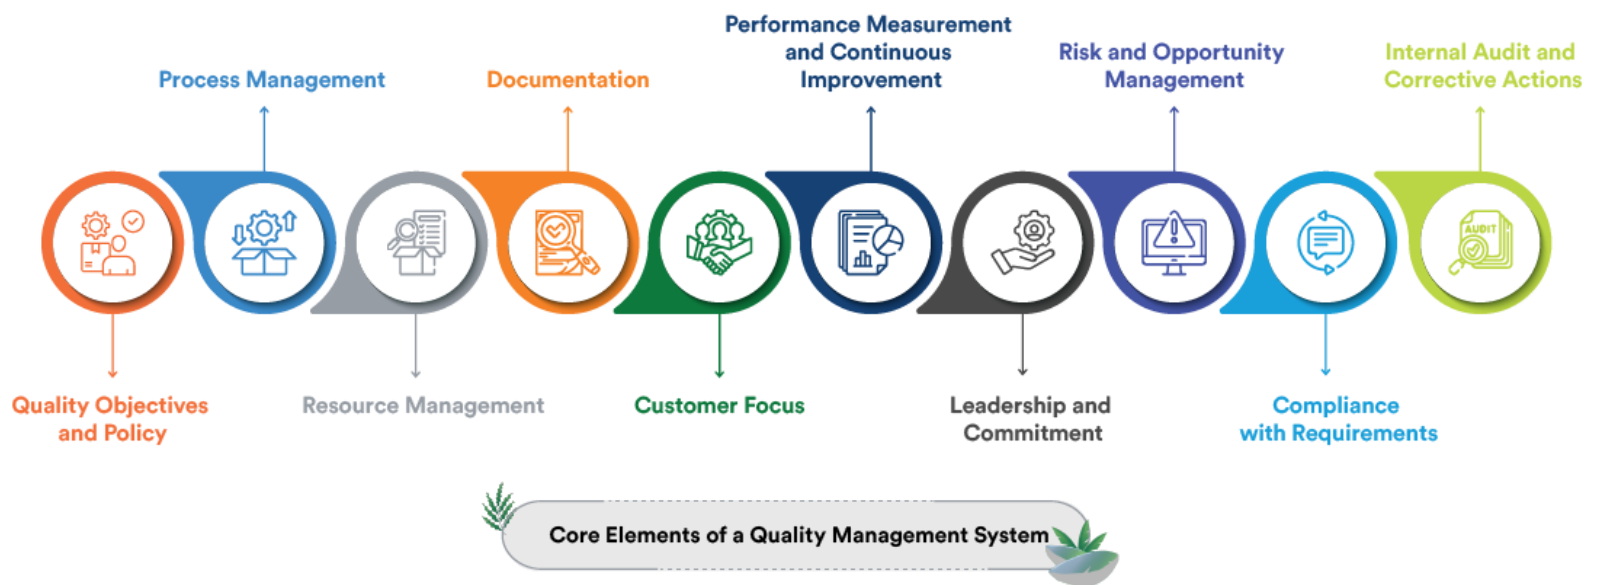 Performance Measurement
and Continuous
Improvement
Risk and Opportunity
Management
Internal Audit and
Corrective Actions
Process Management
Documentation
AUDIT
Quality Objectives
and Policy
Resource Management
Customer Focus
Leadership and
Commitment
Compliance
with Requirements
Core Elements of a Quality Management System